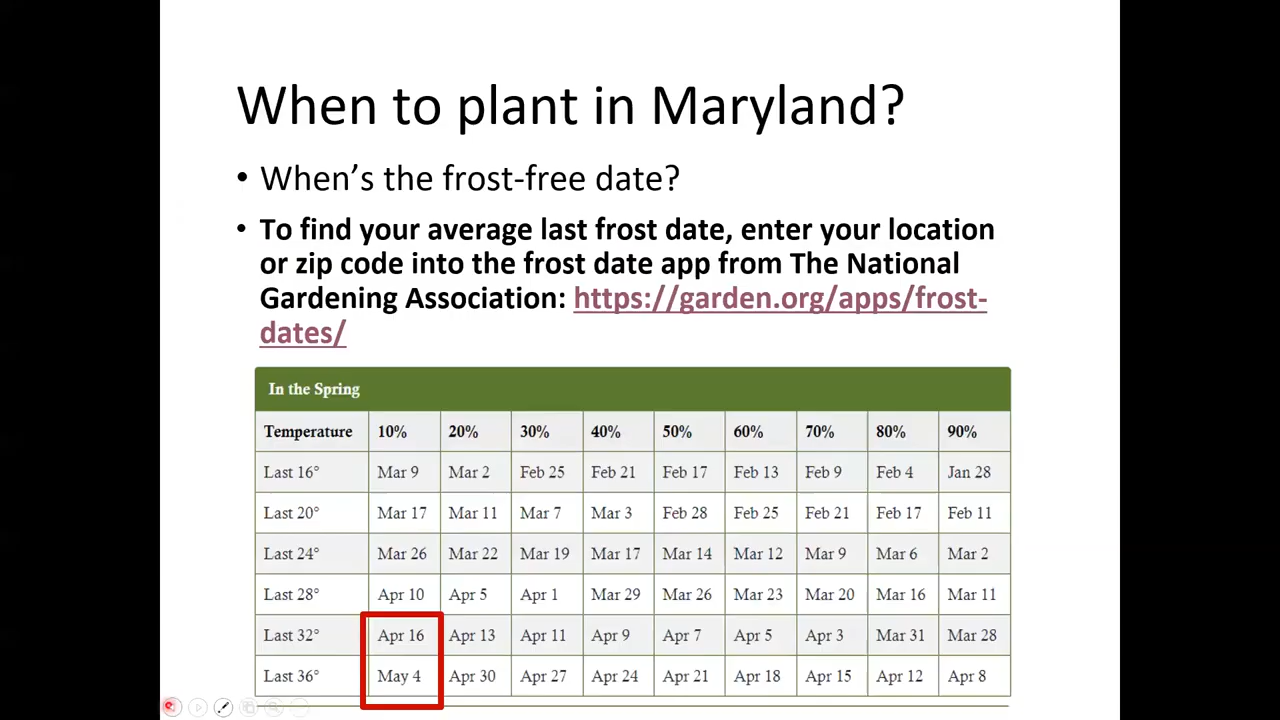 When to plant in Maryland?
• When's the frost-free date?
• To find your average last frost date, enter your location
or zip code into the frost date app from The National
Gardening Association: https://garden.org/apps/frost-
dates/
In the Spring
Temperature 10% 20% 30% 40% 50% 60% 70% 80% 90%
Last 16° Mar 9 Mar 2 Feb 25 Feb 21 Feb 17 Feb 13 Feb 9 Feb 4 Jan 28
Last 20° Mar 17 Mar 11 Mar 7 Mar 3 Feb 28 Feb 25 Feb 21 Feb 17 Feb 11
Last 24° Mar 26 Mar 22 Mar 19 Mar 17 Mar 14 Mar 12 Mar 9 Mar 6 Mar 2
Last 28° Apr 10 Apr 5 Apr 1 Mar 29 Mar 26 Mar 23 Mar 20 Mar 16 Mar 11
Last 32° Apr 16 Apr 13 Apr 11 Apr 9 Apr 7 Apr 5 Apr 3 Mar 31 Mar 28
Last 36° May 4 Apr 30 Apr 27 Apr 24 Apr 21 Apr 18 Apr 15 Apr 12 Apr 8